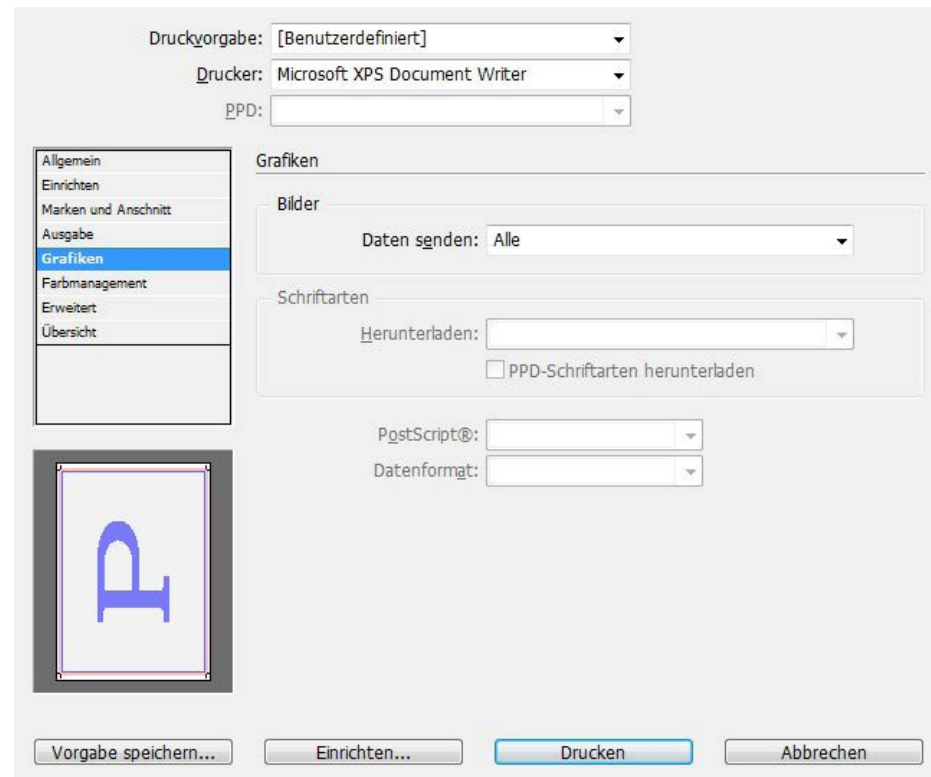 Druckvorgabe: [Benutzerdefiniert]
Drucker: Microsoft XPS Document Writer
PPD:
Allgemein
Einrichten
Marken und Anschnitt
Ausgabe
Grafiken
Farbmanagement
Erweitert
Übersicht
Grafiken
Bilder
Daten senden: Alle
Schriftarten
Herunterladen:
PPD-Schriftarten herunterladen
PostScript®:
Datenformat:
P
Vorgabe speichern... Einrichten... Drucken Abbrechen